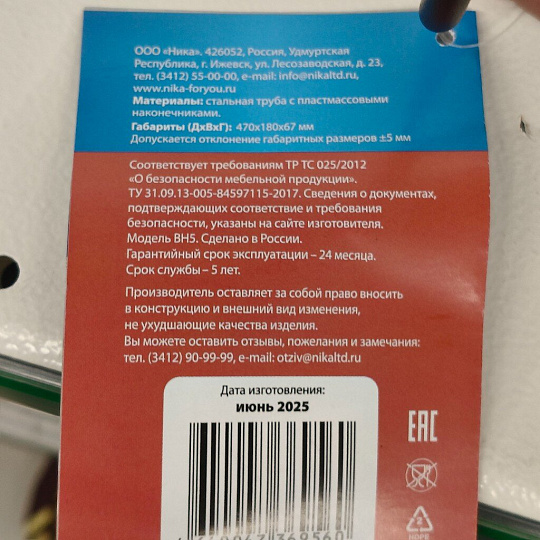 ООО «Ника». 426052, Россия, Удмуртская
Республика, г. Ижевск, ул. Лесозаводская, д. 23,
тел. (3412) 55-00-00, e-mail: info@nikaltd.ru,
www.nika-foryou.ru
Материалы: стальная труба с пластмассовыми
наконечниками.
Габариты (ДхВхГ): 470х180х67 мм
Допускается отклонение габаритных размеров ±5 мм
Соответствует требованиям ТР ТС 025/2012
«О безопасности мебельной продукции».
ТУ 31.09.13-005-84597115-2017. Сведения о документах,
подтверждающих соответствие и требования
безопасности, указаны на сайте изготовителя.
Модель ВН5. Сделано в России.
Гарантийный срок эксплуатации – 24 месяца.
Срок службы – 5 лет.
Производитель оставляет за собой право вносить
в конструкцию и внешний вид изменения,
не ухудшающие качества изделия.
Вы можете оставить отзывы, пожелания и замечания:
тел. (3412) 90-99-99, e-mail: otziv@nikaltd.ru
Дата изготовления:
июнь 2025
EAC
2
HDPE
369560